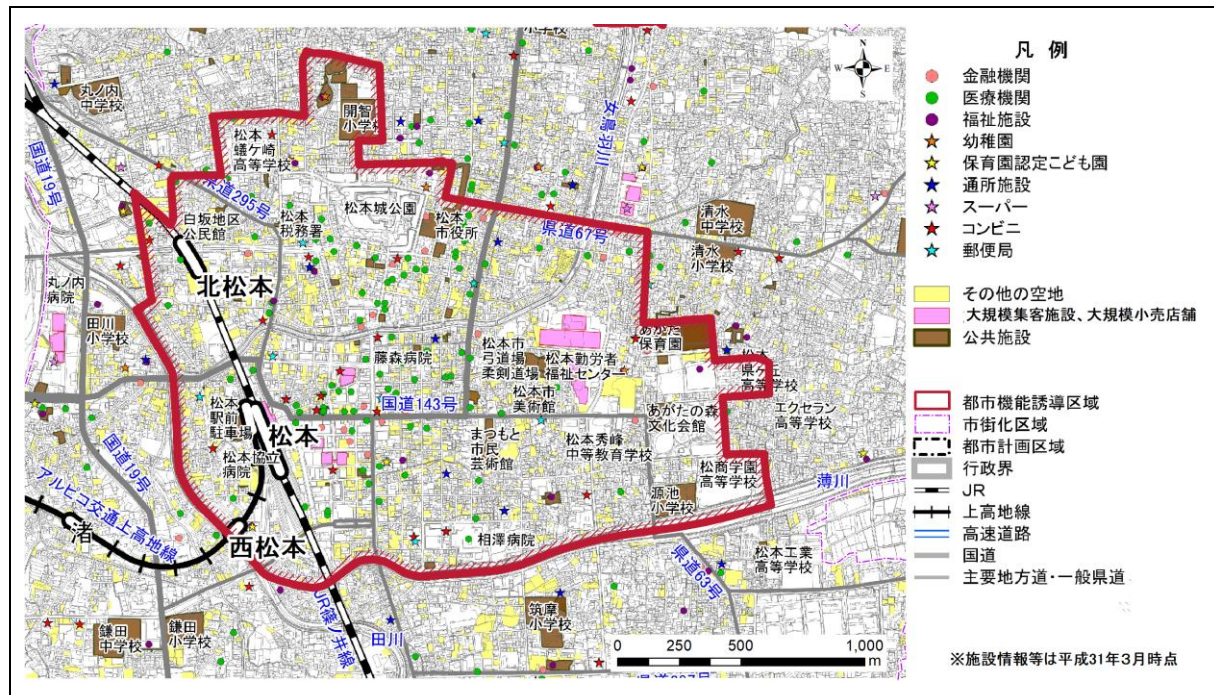 小学校
丸ノ内
中学校
開智
小学校
女鳥羽川
国道19号
松本
蟻ケ崎
高等学校
県道295号
松本城公園
白坂地区
公民館
松本
税務署
松本
市役所
県道67号
清水
中学校
清水
小学校
北松本
丸ノ内
病院
田川
小学校
藤森病院
松本市
弓道場
柔剣道場
松本勤労者
福祉センター
あがた
保育園
松本
県ケ丘
高等学校
松本市
美術館
国道143号
エクセラン
高等学校
松本
駅前
駐車場
松本
松本協立
病院
まつもと
市民
芸術館
松本秀峰
中等教育学校
あがたの森
文化会館
松商学園
高等学校
薄川
国道19号
アルピコ交通上高地線
渚
西松本
源池
小学校
相澤病院
県道63号
松本工業
高等学校
JR篠ノ井線
田川
筑摩
小学校
鎌田
中学校
鎌田
小学校
N
W E
S
0 250 500 1,000
m
凡 例
金融機関
医療機関
福祉施設
幼稚園
保育園認定こども園
通所施設
スーパー
コンビニ
郵便局
その他の空地
大規模集客施設、大規模小売店舗
公共施設
都市機能誘導区域
市街化区域
都市計画区域
行政界
JR
上高地線
高速道路
国道
主要地方道・一般県道
※施設情報等は平成31年3月時点